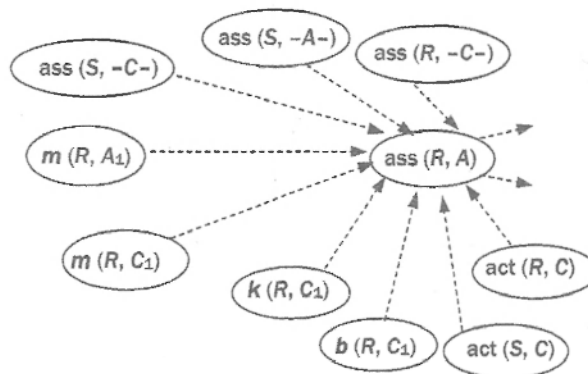 ass (S, –A–)
ass (R, –C–)
ass (S, –C–)
m (R, A₁)
ass (R, A)
m (R, C₁)
k (R, C₁)
act (R, C)
b (R, C₁)
act (S, C)